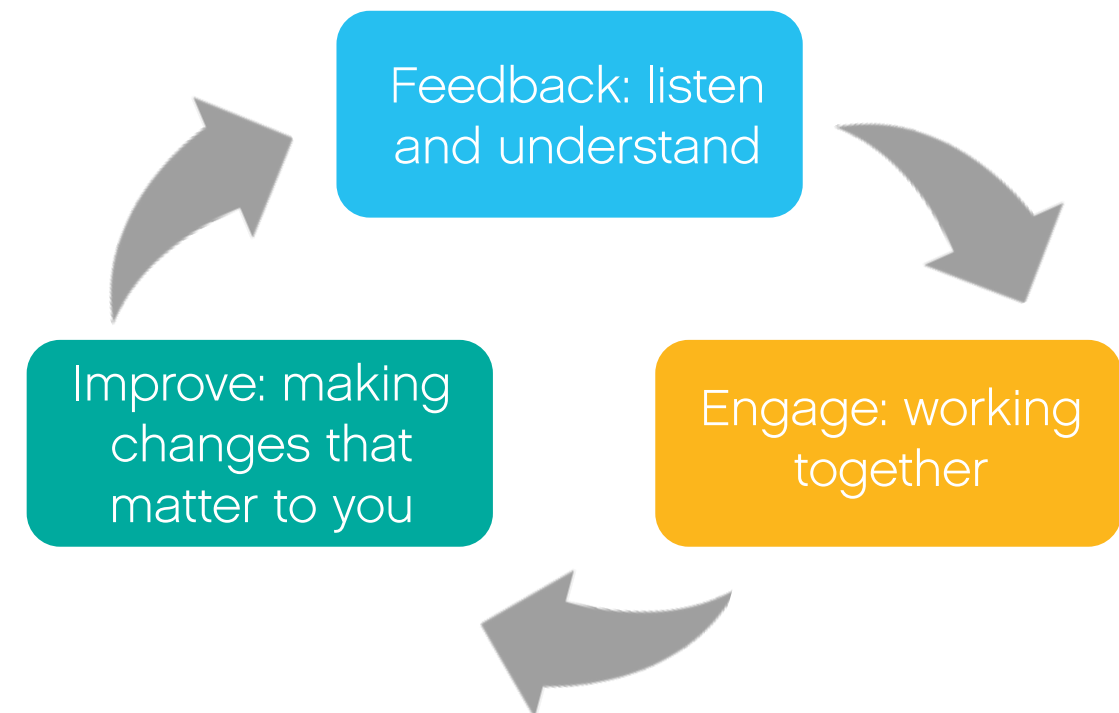 Feedback: listen
and understand
Engage: working
together
Improve: making
changes that
matter to you